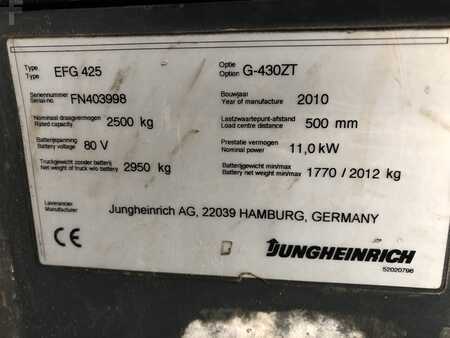 Type EFG 425 Optie G-430ZT
Type Option
Seriennummer FN403998 Bouwjaar 2010
Serial-no. Year of manufacture
Nominaal draagvermogen 2500 kg Lastzwaartepunt-afstand 500 mm
Rated capacity Load centre distance
Batterijspanning 80 V Prestatie vermogen 11,0 kW
Battery voltage Nominal power
Truckgewicht zonder batterij 2950 kg Batterijgewicht min/max 1770 / 2012 kg
Net weight of truck w/o battery Battery net weight min/max
Leverancier Jungheinrich AG, 22039 HAMBURG, GERMANY
Manufacturer
CE JUNGHEINRICH
52020796